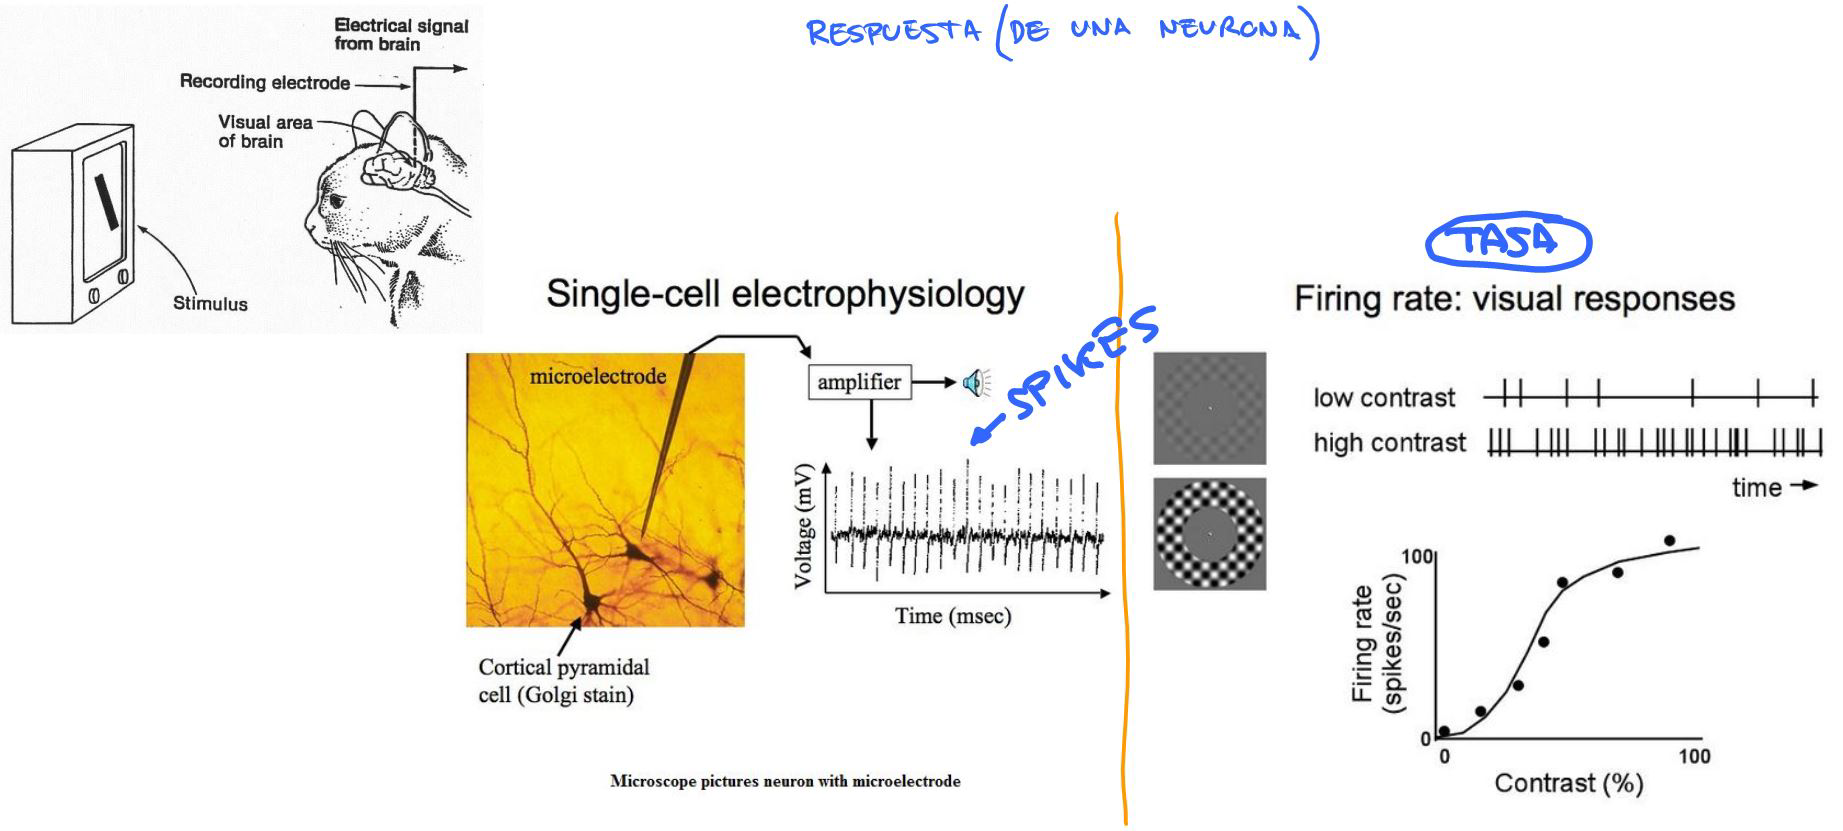 RESPUESTA (DE UNA NEURONA)
Electrical signal
from brain
Recording electrode
Visual area
of brain
Stimulus
Single-cell electrophysiology
microelectrode
amplifier
SPIKES
Voltage (mV)
Time (msec)
Cortical pyramidal
cell (Golgi stain)
Microscope pictures neuron with microelectrode
TASA
Firing rate: visual responses
low contrast
high contrast
time
Firing rate
(spikes/sec)
100
0
0
100
Contrast (%)